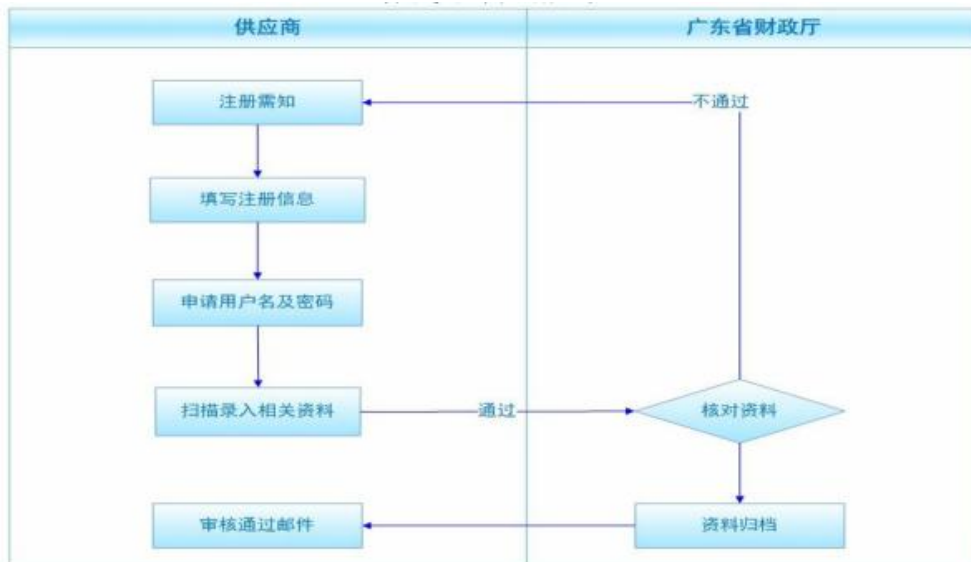 供应商
广东省财政厅
注册需知
不通过
填写注册信息
申请用户名及密码
扫描录入相关资料
通过
核对资料
审核通过邮件
资料归档